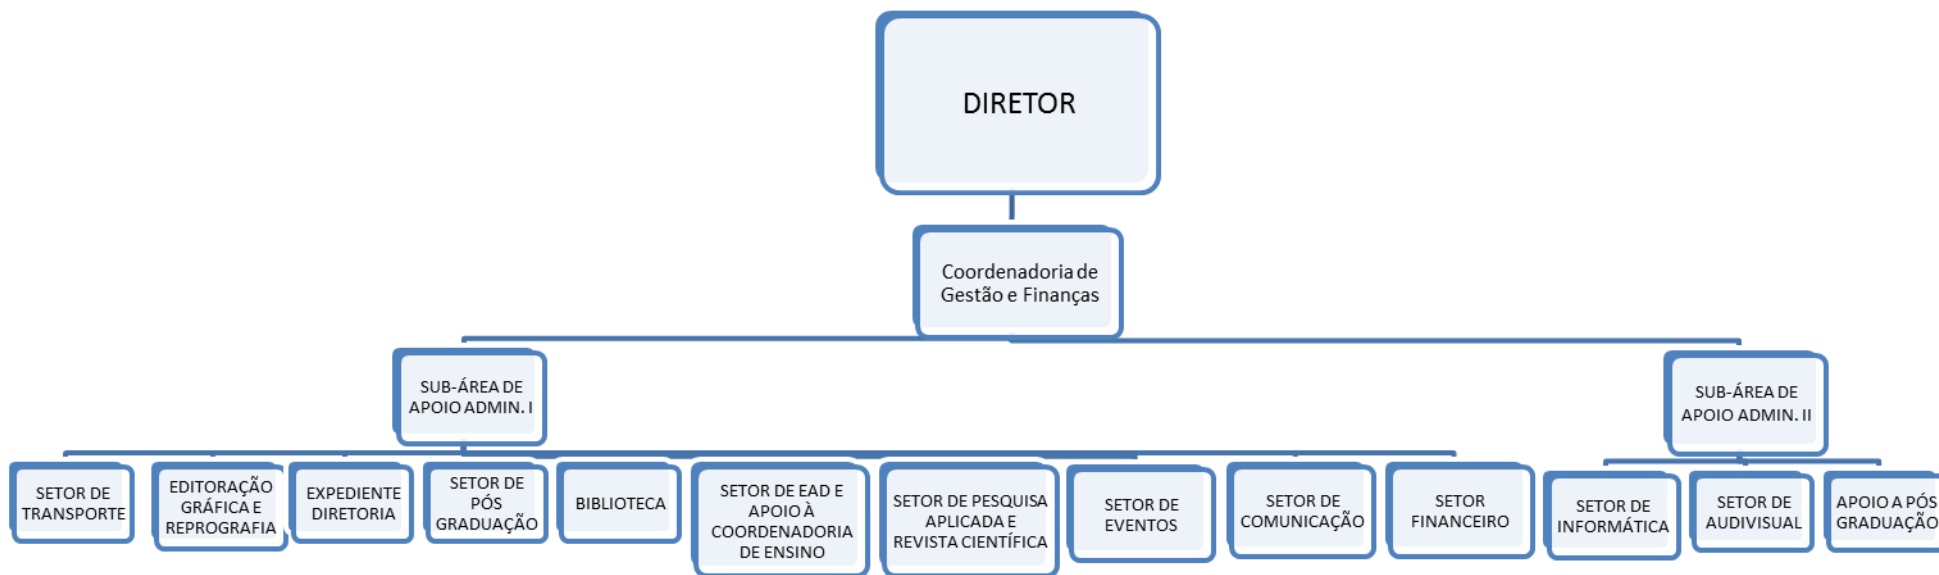 DIRETOR
Coordenadoria de
Gestão e Finanças
SUB-ÁREA DE
APOIO ADMIN. I
SUB-ÁREA DE
APOIO ADMIN. II
SETOR DE
TRANSPORTE
EDITORAÇÃO
GRÁFICA E
REPROGRAFIA
EXPEDIENTE
DIRETORIA
SETOR DE
PÓS
GRADUAÇÃO
BIBLIOTECA
SETOR DE EAD E
APOIO À
COORDENADORIA
DE ENSINO
SETOR DE PESQUISA
APLICADA E
REVISTA CIENTÍFICA
SETOR DE
EVENTOS
SETOR DE
COMUNICAÇÃO
SETOR
FINANCEIRO
SETOR DE
INFORMÁTICA
SETOR DE
AUDIVISUAL
APOIO A PÓS
GRADUAÇÃO